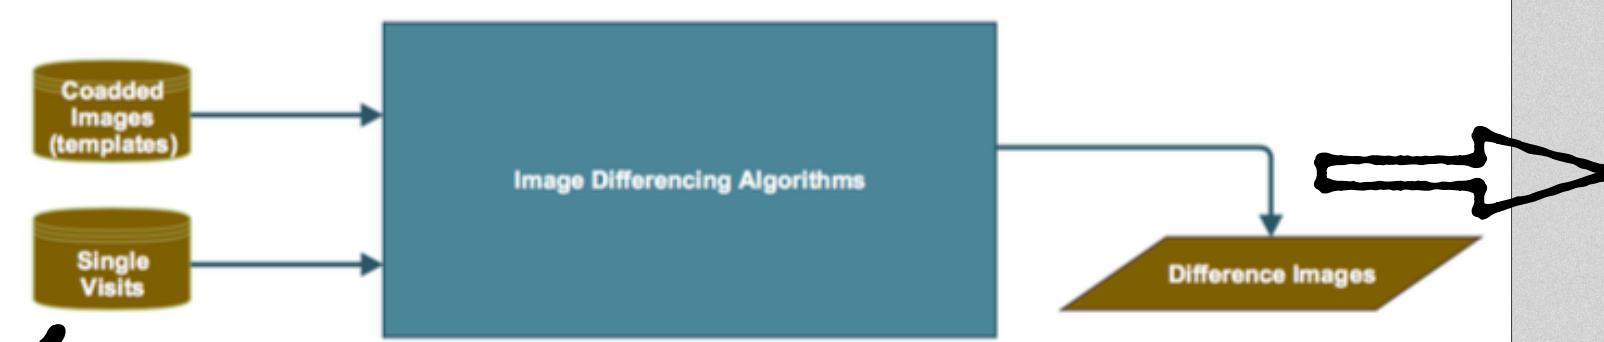 Coadded
Images
(templates)
Single
Visits
Image Differencing Algorithms
Difference Images